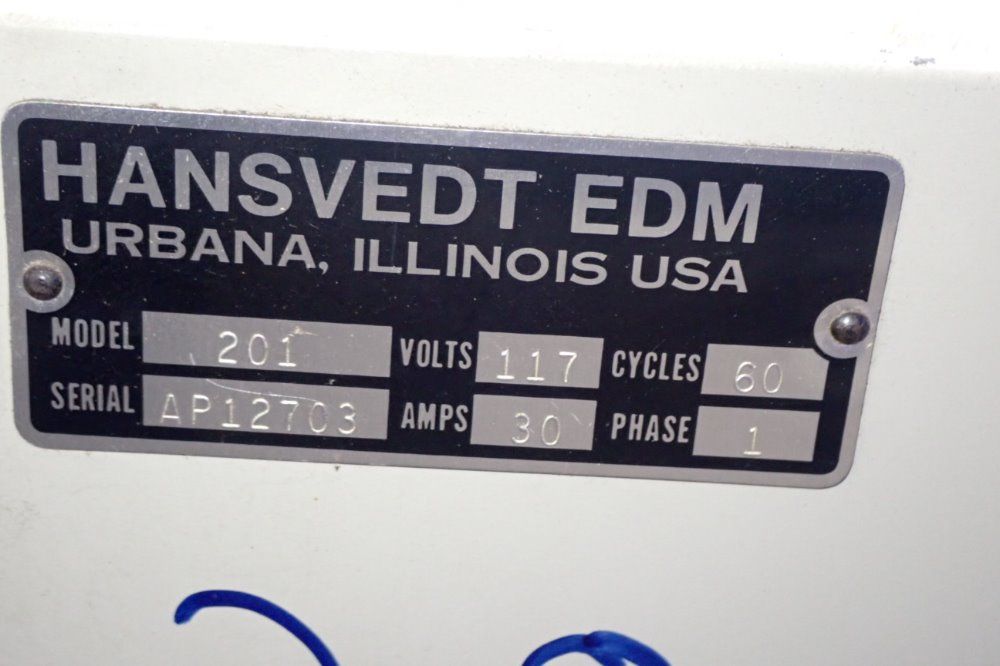 HANSVEDT EDM
URBANA, ILLINOIS USA
MODEL 201 VOLTS 117 CYCLES 60
SERIAL AP12703 AMPS 30 PHASE 1